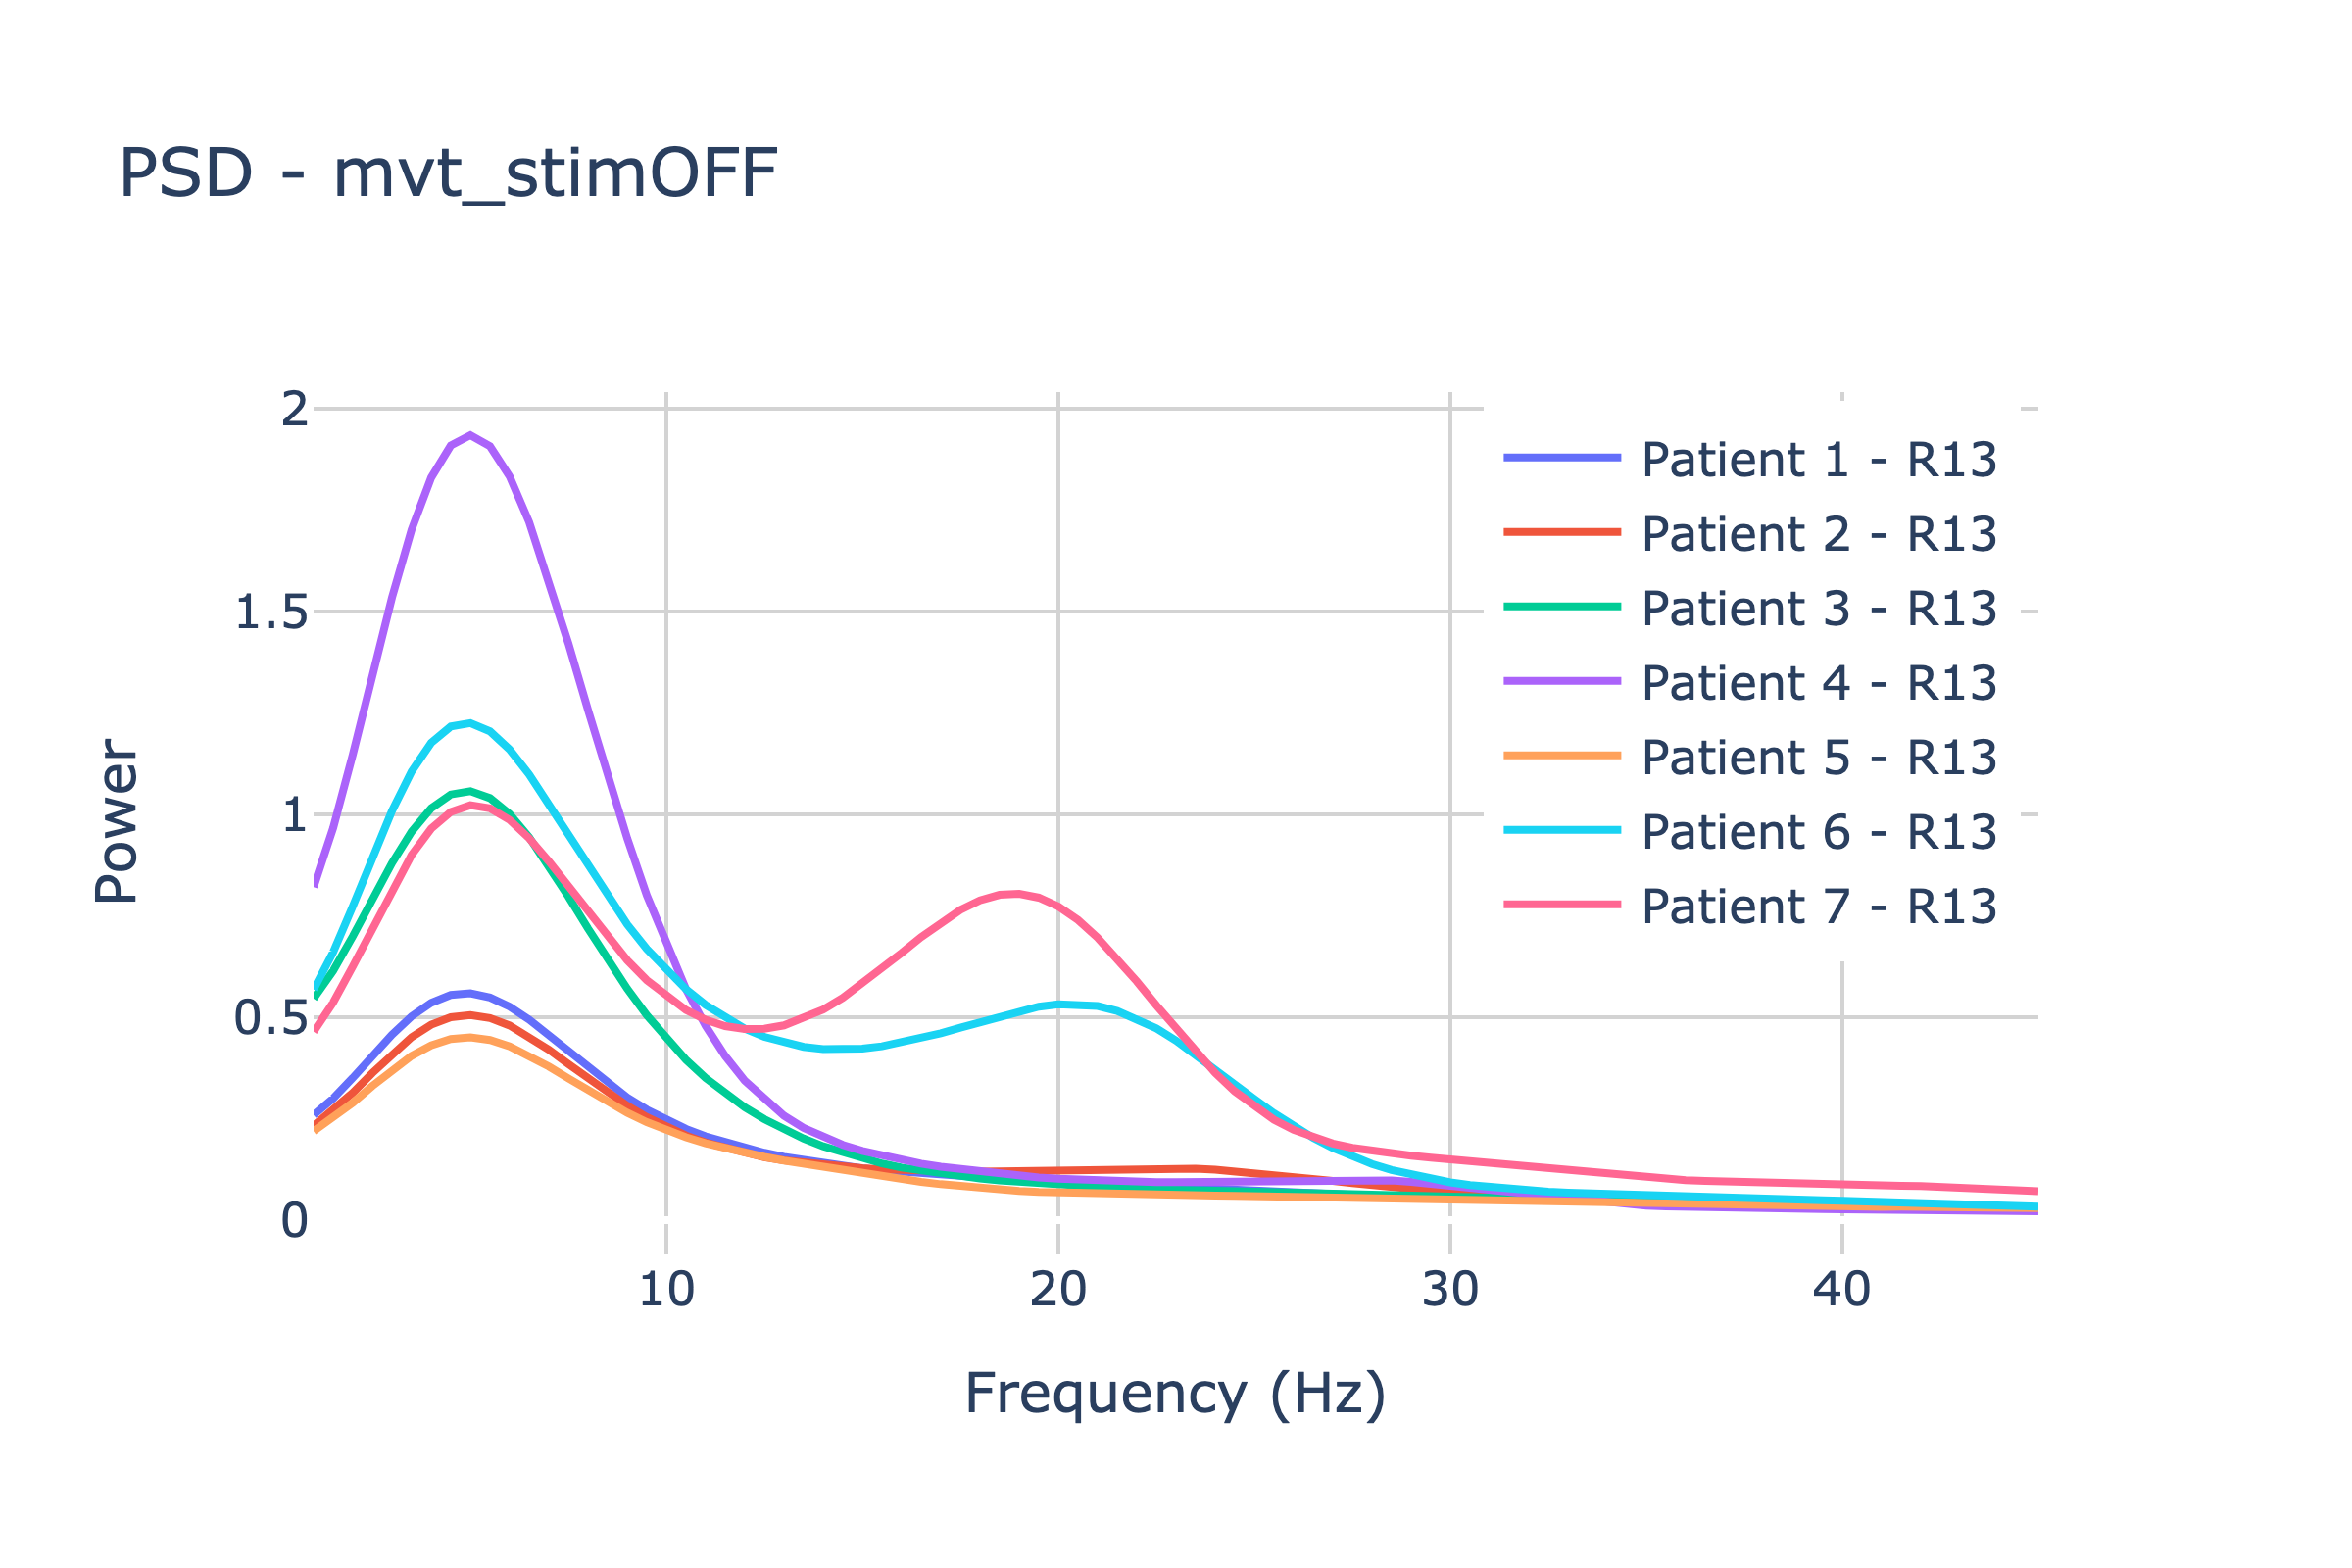 PSD - mvt_stimOFF
2
1.5
1
0.5
0
Power
10
20
30
40
Frequency (Hz)
Patient 1 - R13
Patient 2 - R13
Patient 3 - R13
Patient 4 - R13
Patient 5 - R13
Patient 6 - R13
Patient 7 - R13